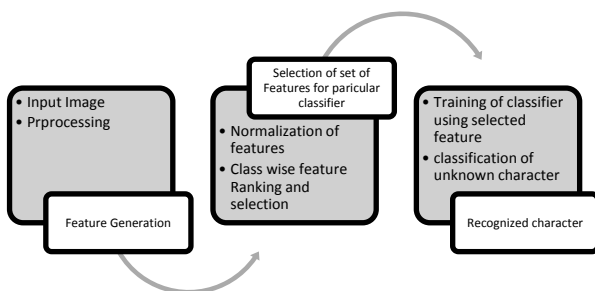 • Input Image
• Prprocessing
Feature Generation
Selection of set of
Features for paricular
classifier
• Normalization of
features
• Class wise feature
Ranking and
selection
• Training of classifier
using selected
feature
• classification of
unknown character
Recognized character